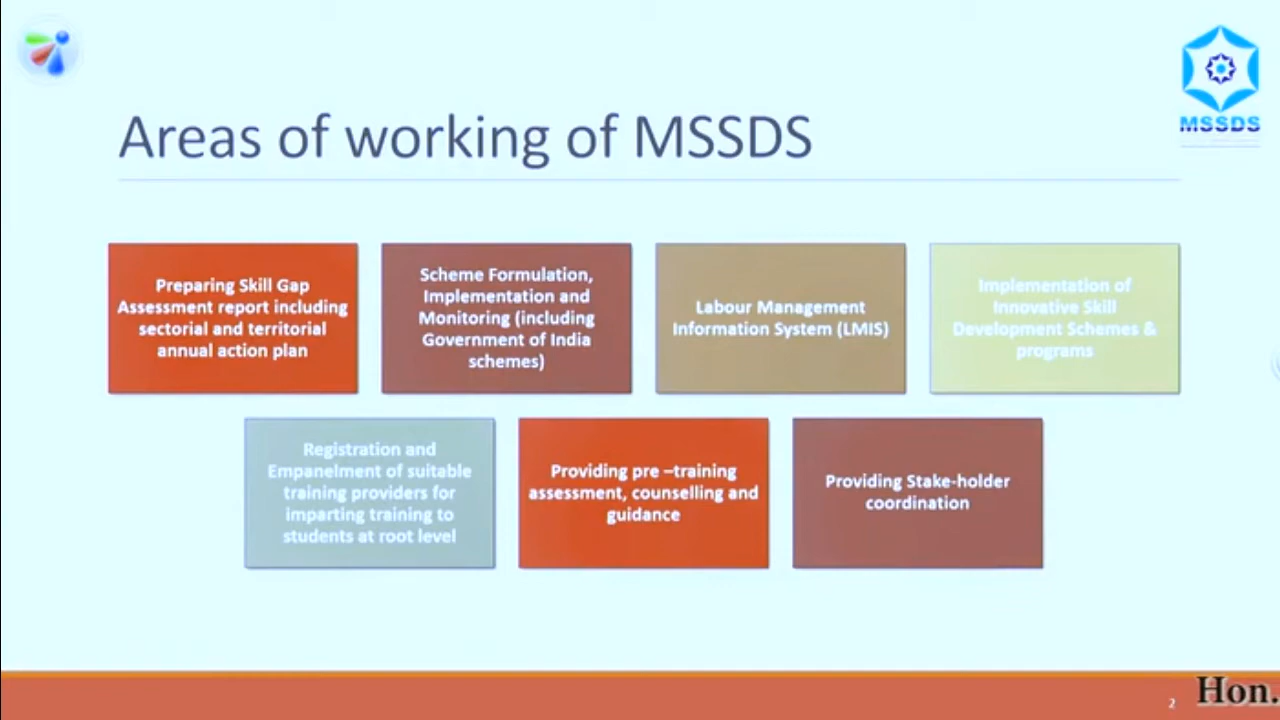 MSSDS
Areas of working of MSSDS
Preparing Skill Gap
Assessment report including
sectorial and territorial
annual action plan
Scheme Formulation,
Implementation and
Monitoring (including
Government of India
schemes)
Labour Management
Information System (LMIS)
Implementation of
Innovative Skill
Development Schemes &
programs
Registration and
Empanelment of suitable
training providers for
imparting training to
students at root level
Providing pre –training
assessment, counselling and
guidance
Providing Stake-holder
coordination
2
Hon.